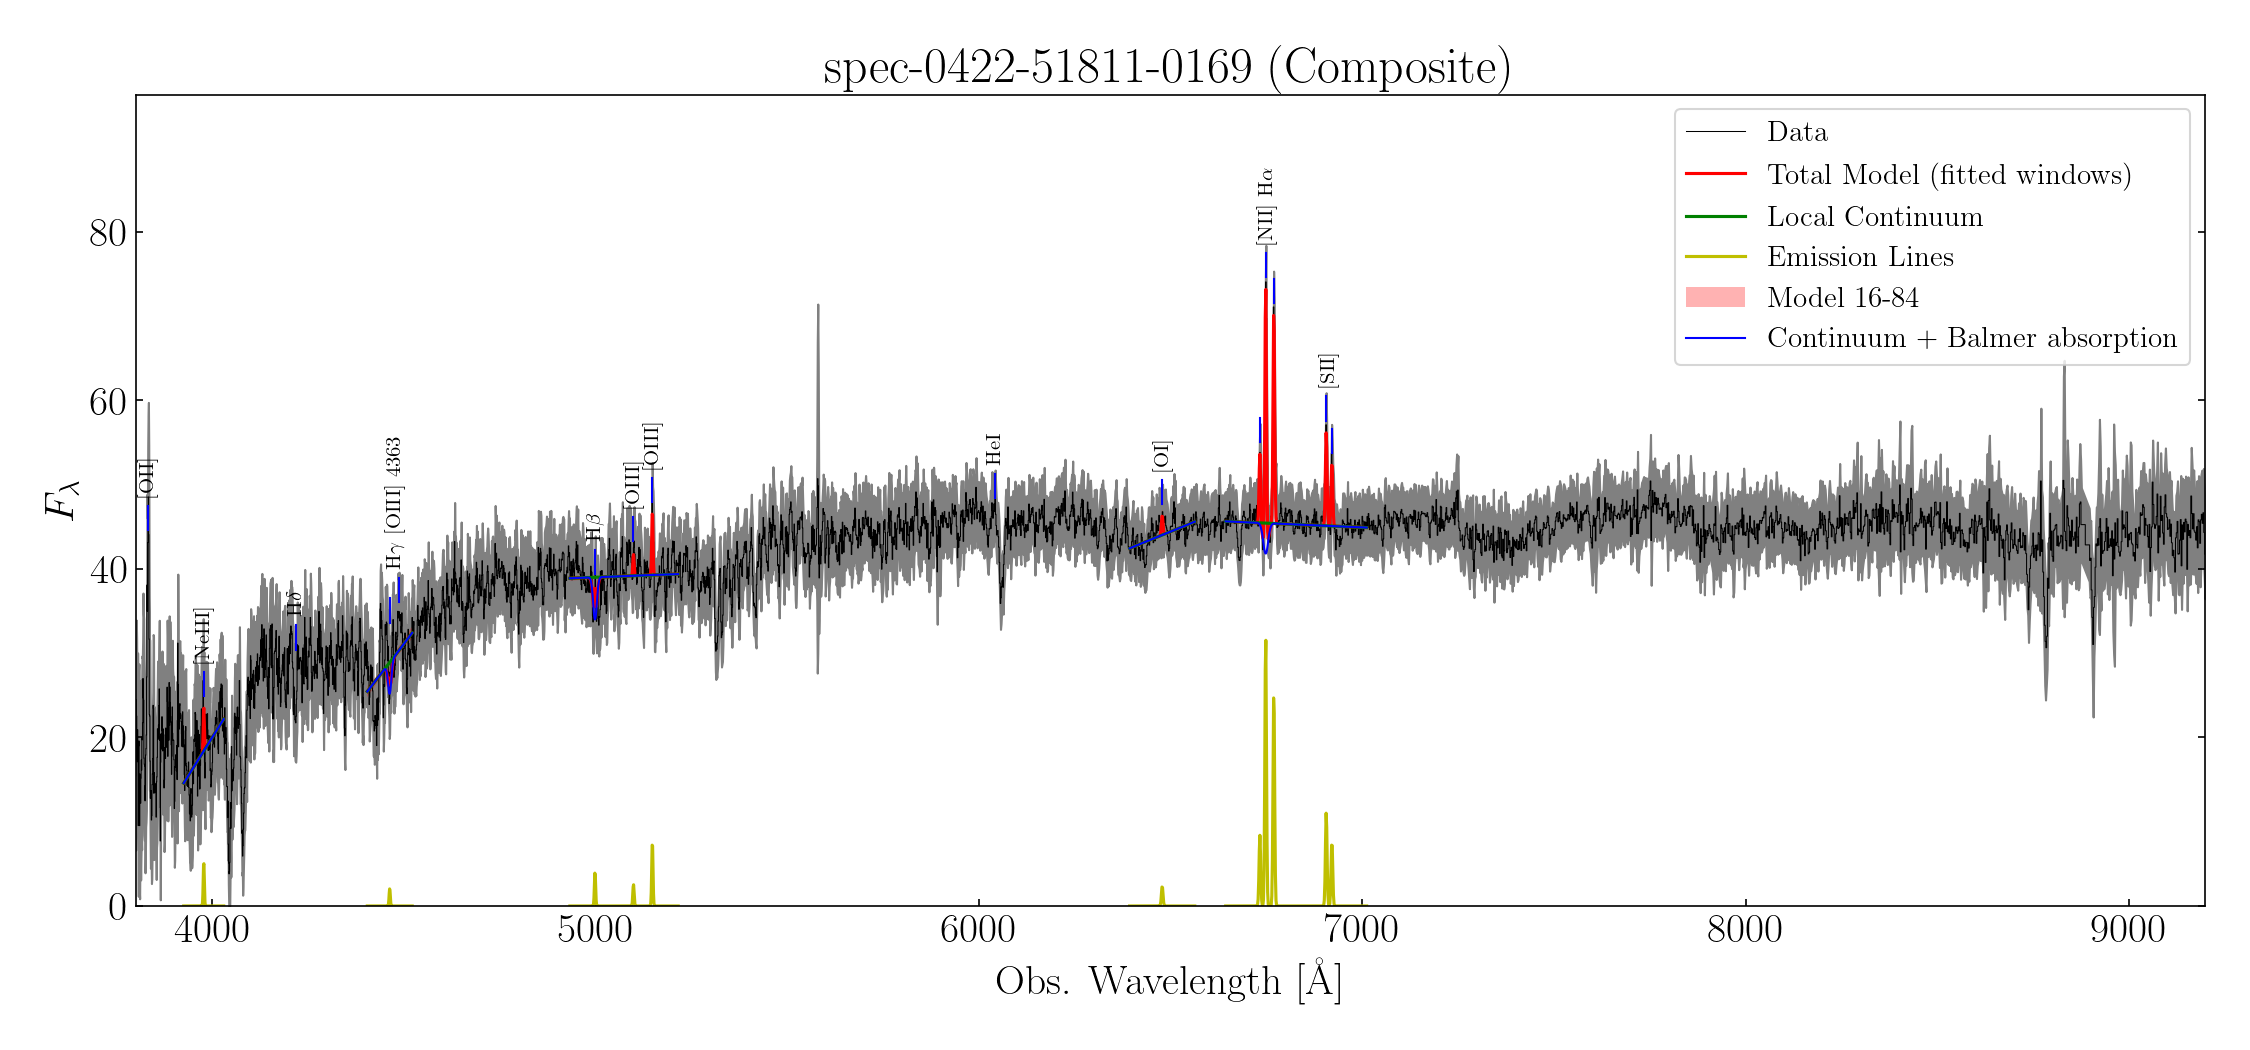 spec-0422-51811-0169 (Composite)
Data
Total Model (fitted windows)
Local Continuum
Emission Lines
Model 16-84
Continuum + Balmer absorption
[OII]
[NeIII]
Hδ
Hγ [OIII] 4363
Hβ
[OIII]
[OIII]
HeI
[OI]
[NII] Hα
[SII]
F_λ
80
60
40
20
0
4000 5000 6000 7000 8000 9000
Obs. Wavelength [Å]